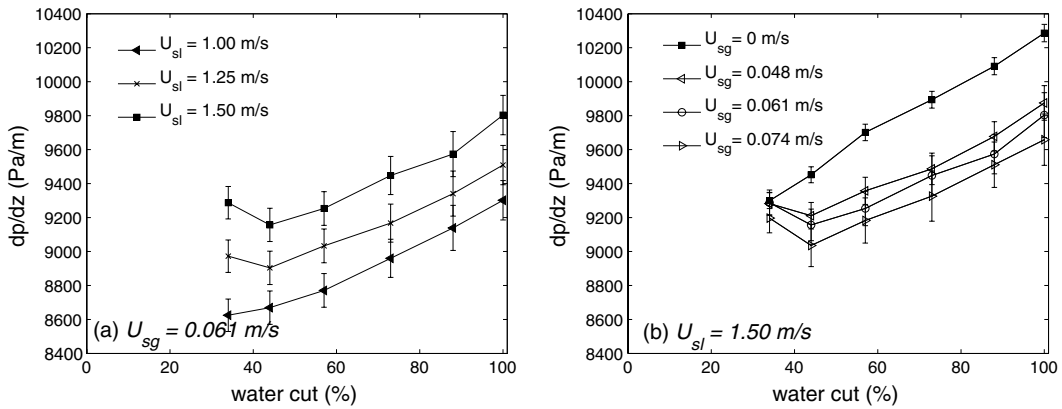 10400
10200
10000
9800
9600
9400
9200
9000
8800
8600
8400
dp/dz (Pa/m)
U_sl = 1.00 m/s
U_sl = 1.25 m/s
U_sl = 1.50 m/s
(a) U_sg = 0.061 m/s
0 20 40 60 80 100
water cut (%)
10400
10200
10000
9800
9600
9400
9200
9000
8800
8600
8400
dp/dz (Pa/m)
U_sg = 0 m/s
U_sg = 0.048 m/s
U_sg = 0.061 m/s
U_sg = 0.074 m/s
(b) U_sl = 1.50 m/s
0 20 40 60 80 100
water cut (%)